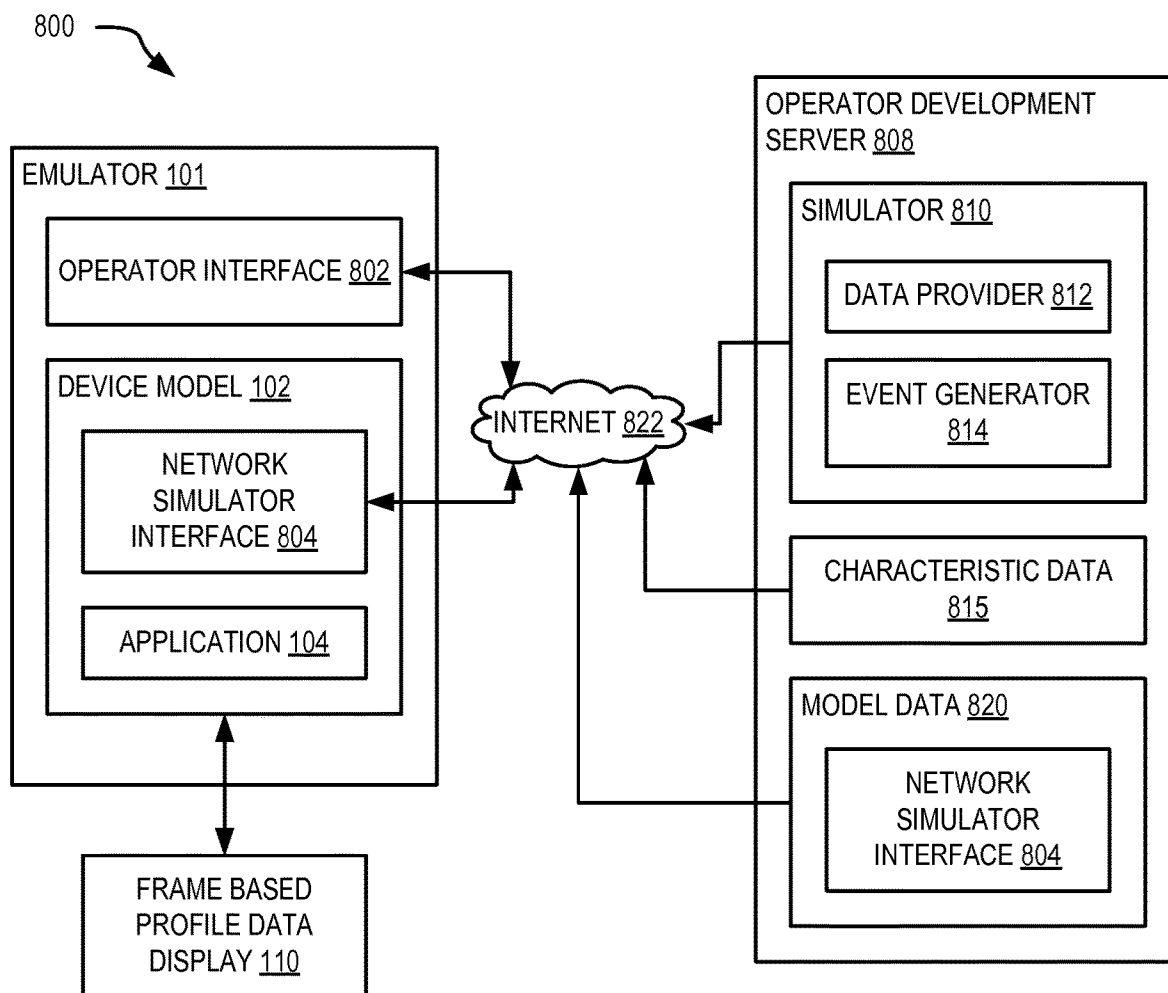 800
EMULATOR 101
OPERATOR INTERFACE 802
DEVICE MODEL 102
NETWORK
SIMULATOR
INTERFACE 804
APPLICATION 104
FRAME BASED
PROFILE DATA
DISPLAY 110
INTERNET 822
OPERATOR DEVELOPMENT
SERVER 808
SIMULATOR 810
DATA PROVIDER 812
EVENT GENERATOR
814
CHARACTERISTIC DATA
815
MODEL DATA 820
NETWORK
SIMULATOR
INTERFACE 804